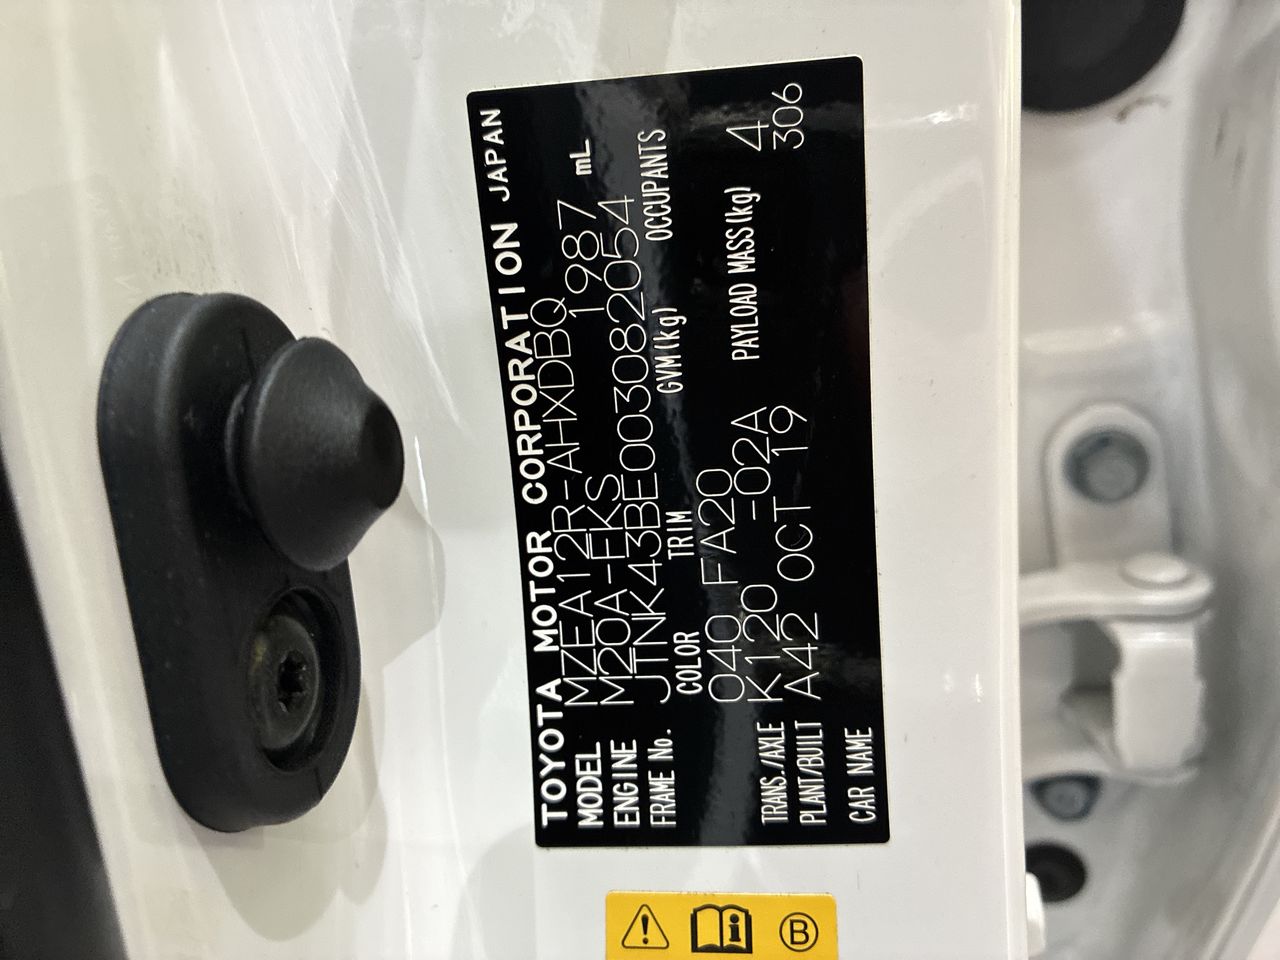 TOYOTA MOTOR CORPORATION JAPAN
MODEL MZEA12R-AHXDBQ
ENGINE M20A-FKS 1987 mL
FRAME No. JTNK43BE003082054
COLOR TRIM GVM(kg) OCCUPANTS
040 FA20 4
TRANS./AXLE K120 -02A PAYLOAD MASS(kg) 306
PLANT/BUILT A42 OCT 19
CAR NAME
B